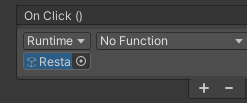 On Click ()
Runtime No Function
Resta